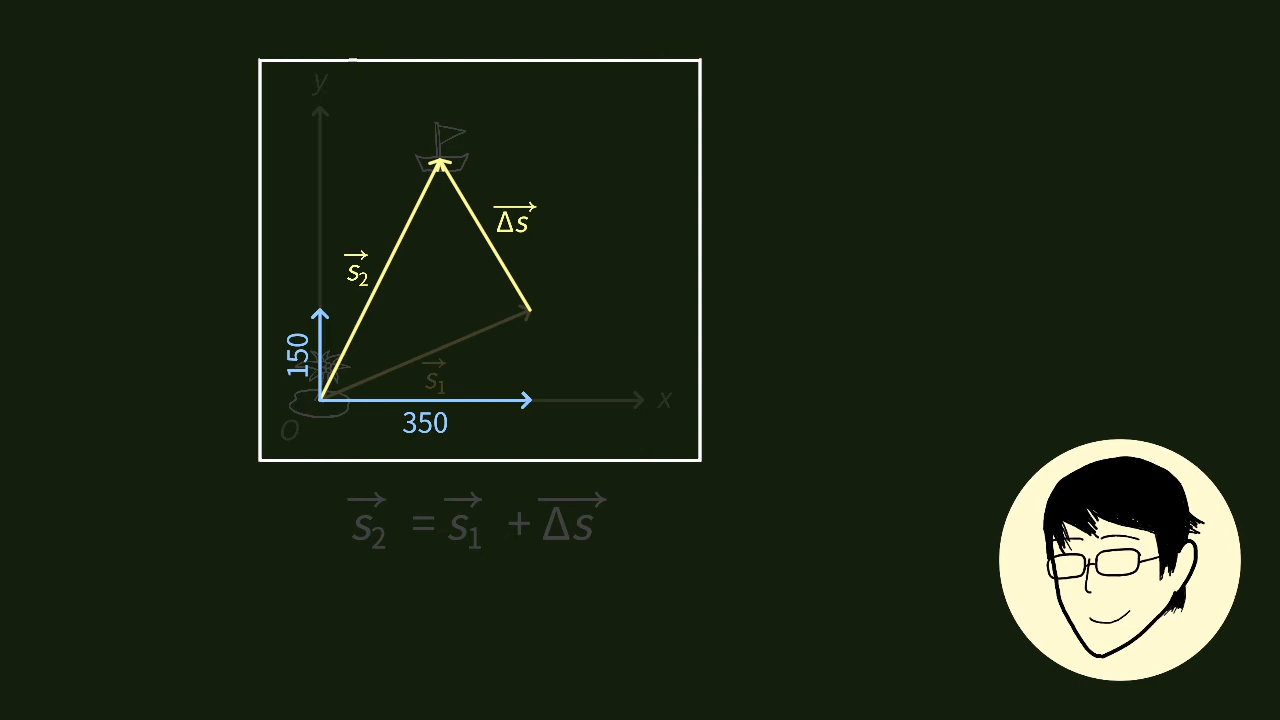 y
Δs
s₂
150
s₁
x
350
O
s₂ = s₁ + Δs